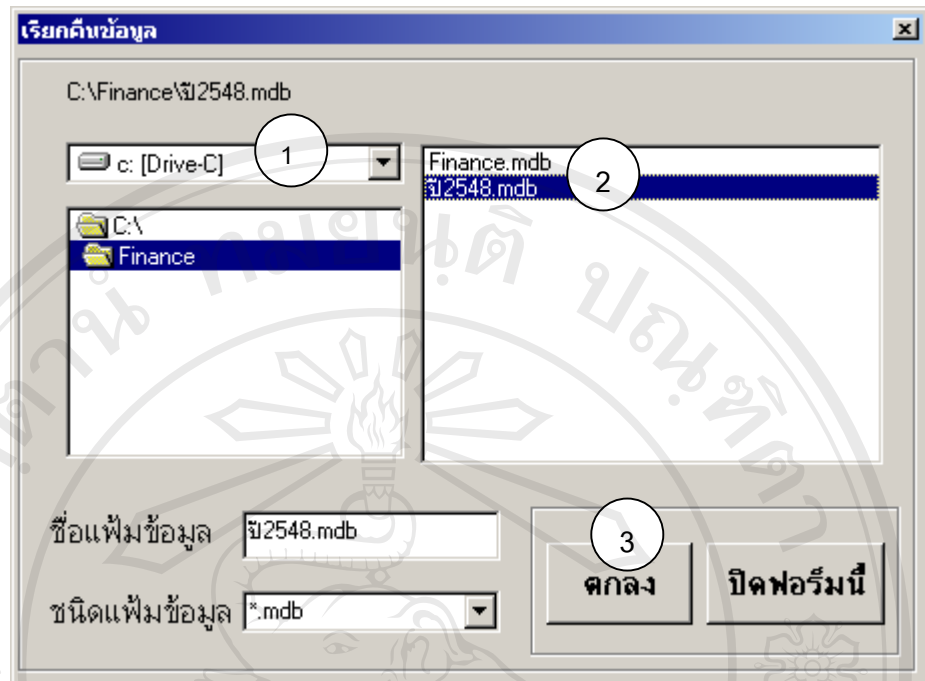 เรียกคืนข้อมูล
C:\Finance\ปี2548.mdb
c: [Drive-C]
1
C:\
Finance
Finance.mdb
ปี2548.mdb
2
ชื่อแฟ้มข้อมูล ปี2548.mdb
ชนิดแฟ้มข้อมูล *.mdb
3
ตกลง
ปิดฟอร์มนี้